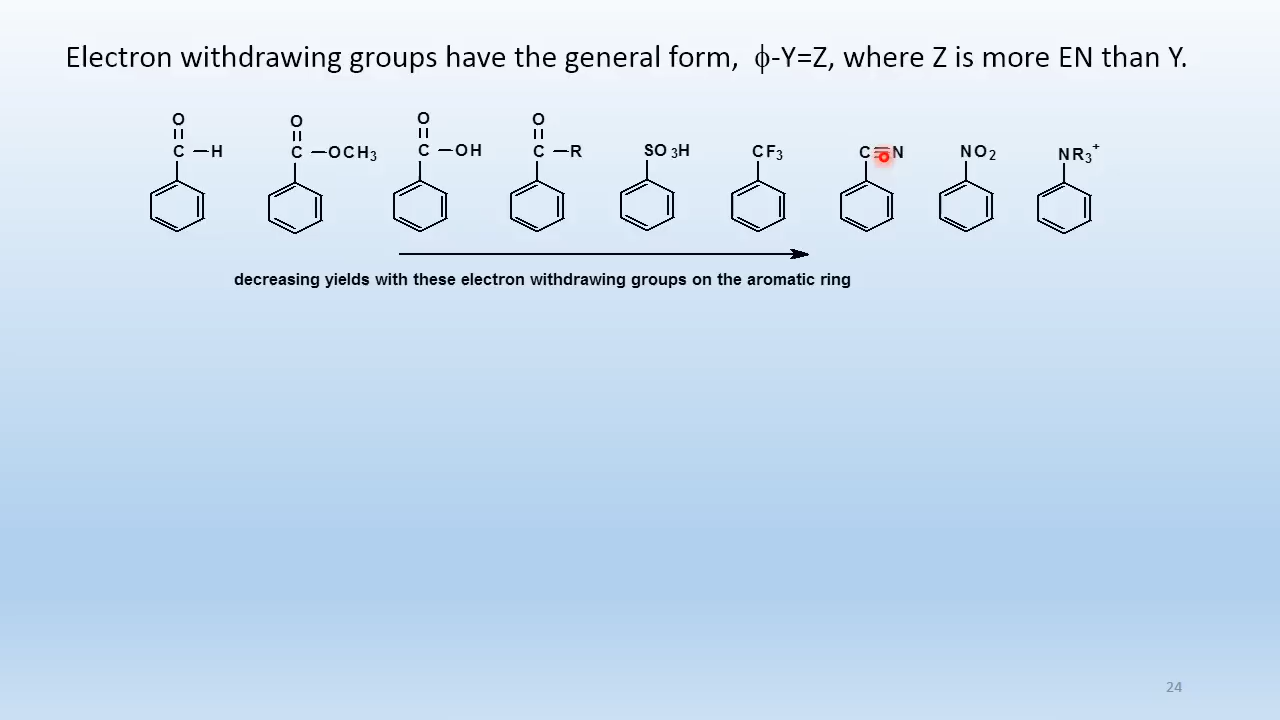 Electron withdrawing groups have the general form, ϕ-Y=Z, where Z is more EN than Y.
O O O O
C —H C —OCH₃ C —OH C —R SO₃H CF₃ C≡N NO₂ NR₃⁺
decreasing yields with these electron withdrawing groups on the aromatic ring
24